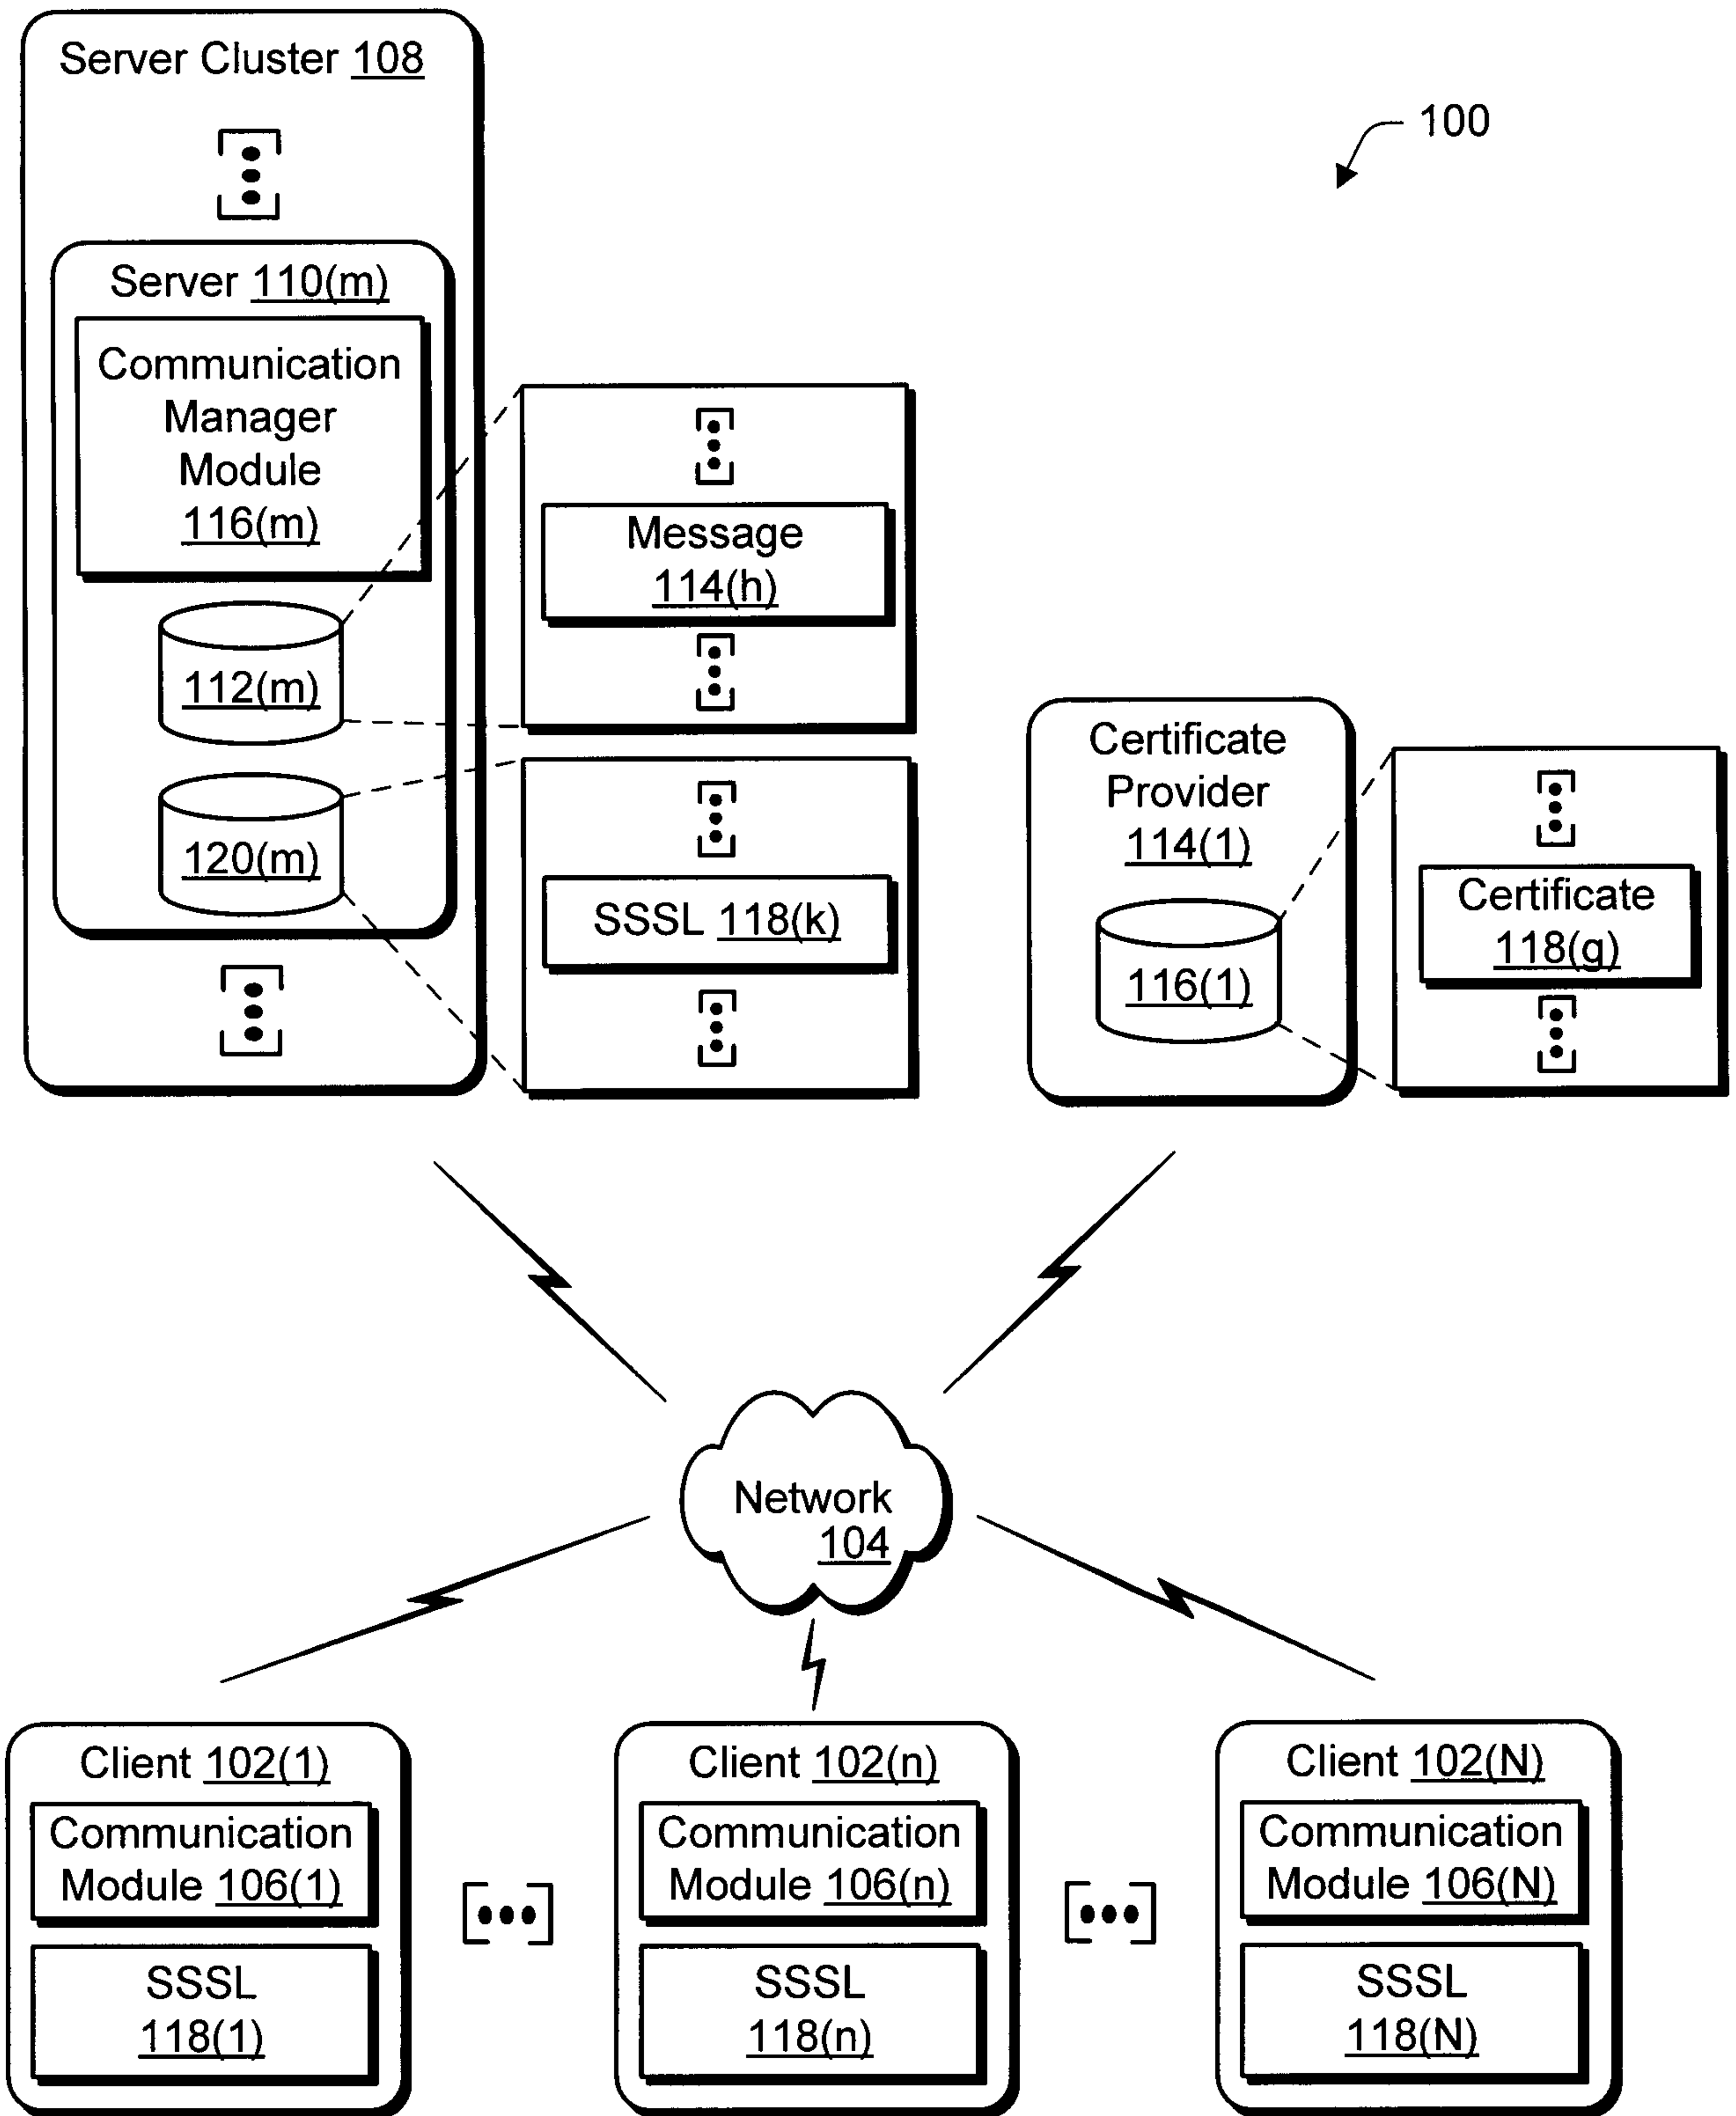 Server Cluster 108
100
Server 110(m)
Communication
Manager
Module
116(m)
112(m)
120(m)
Message
114(h)
SSSL 118(k)
Certificate
Provider
114(1)
116(1)
Certificate
118(g)
Network
104
Client 102(1)
Communication
Module 106(1)
SSSL
118(1)
Client 102(n)
Communication
Module 106(n)
SSSL
118(n)
Client 102(N)
Communication
Module 106(N)
SSSL
118(N)